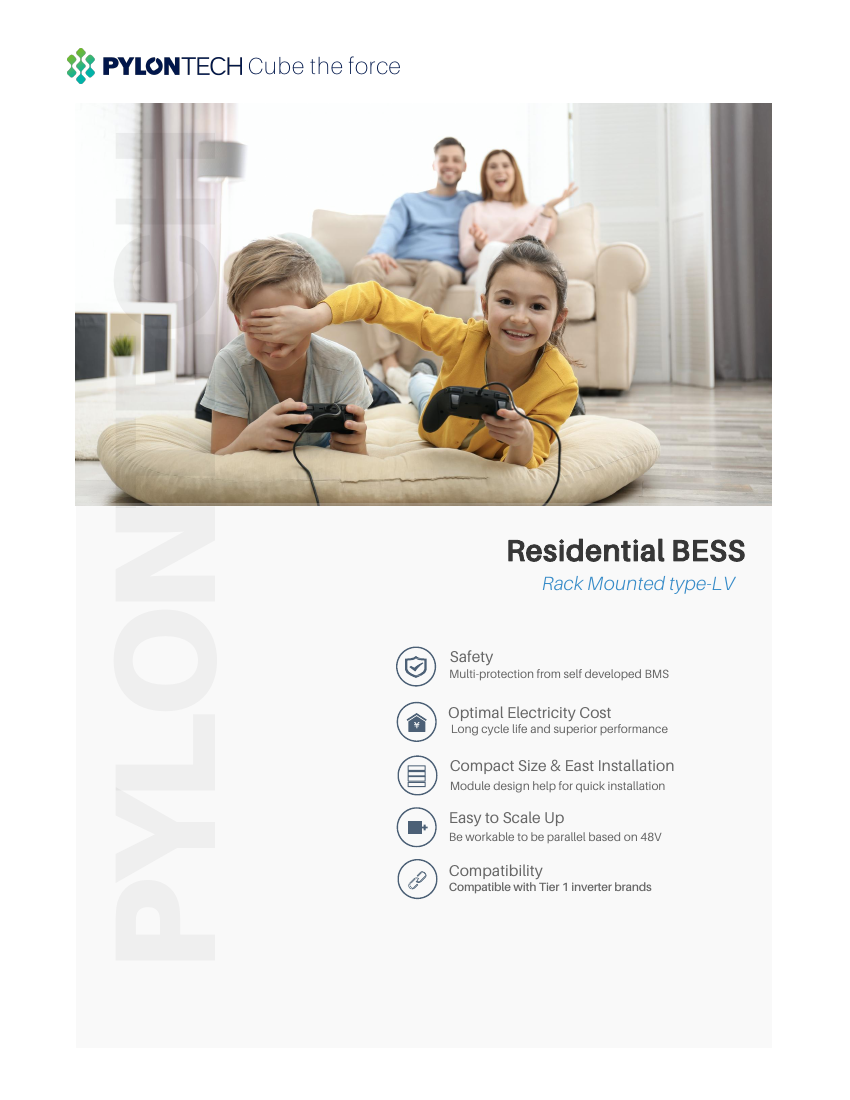 PYLONTECH Cube the force
PYLONTECH
Residential BESS
Rack Mounted type-LV
Safety
Multi-protection from self developed BMS
¥
Optimal Electricity Cost
Long cycle life and superior performance
Compact Size & East Installation
Module design help for quick installation
Easy to Scale Up
Be workable to be parallel based on 48V
Compatibility
Compatible with Tier 1 inverter brands